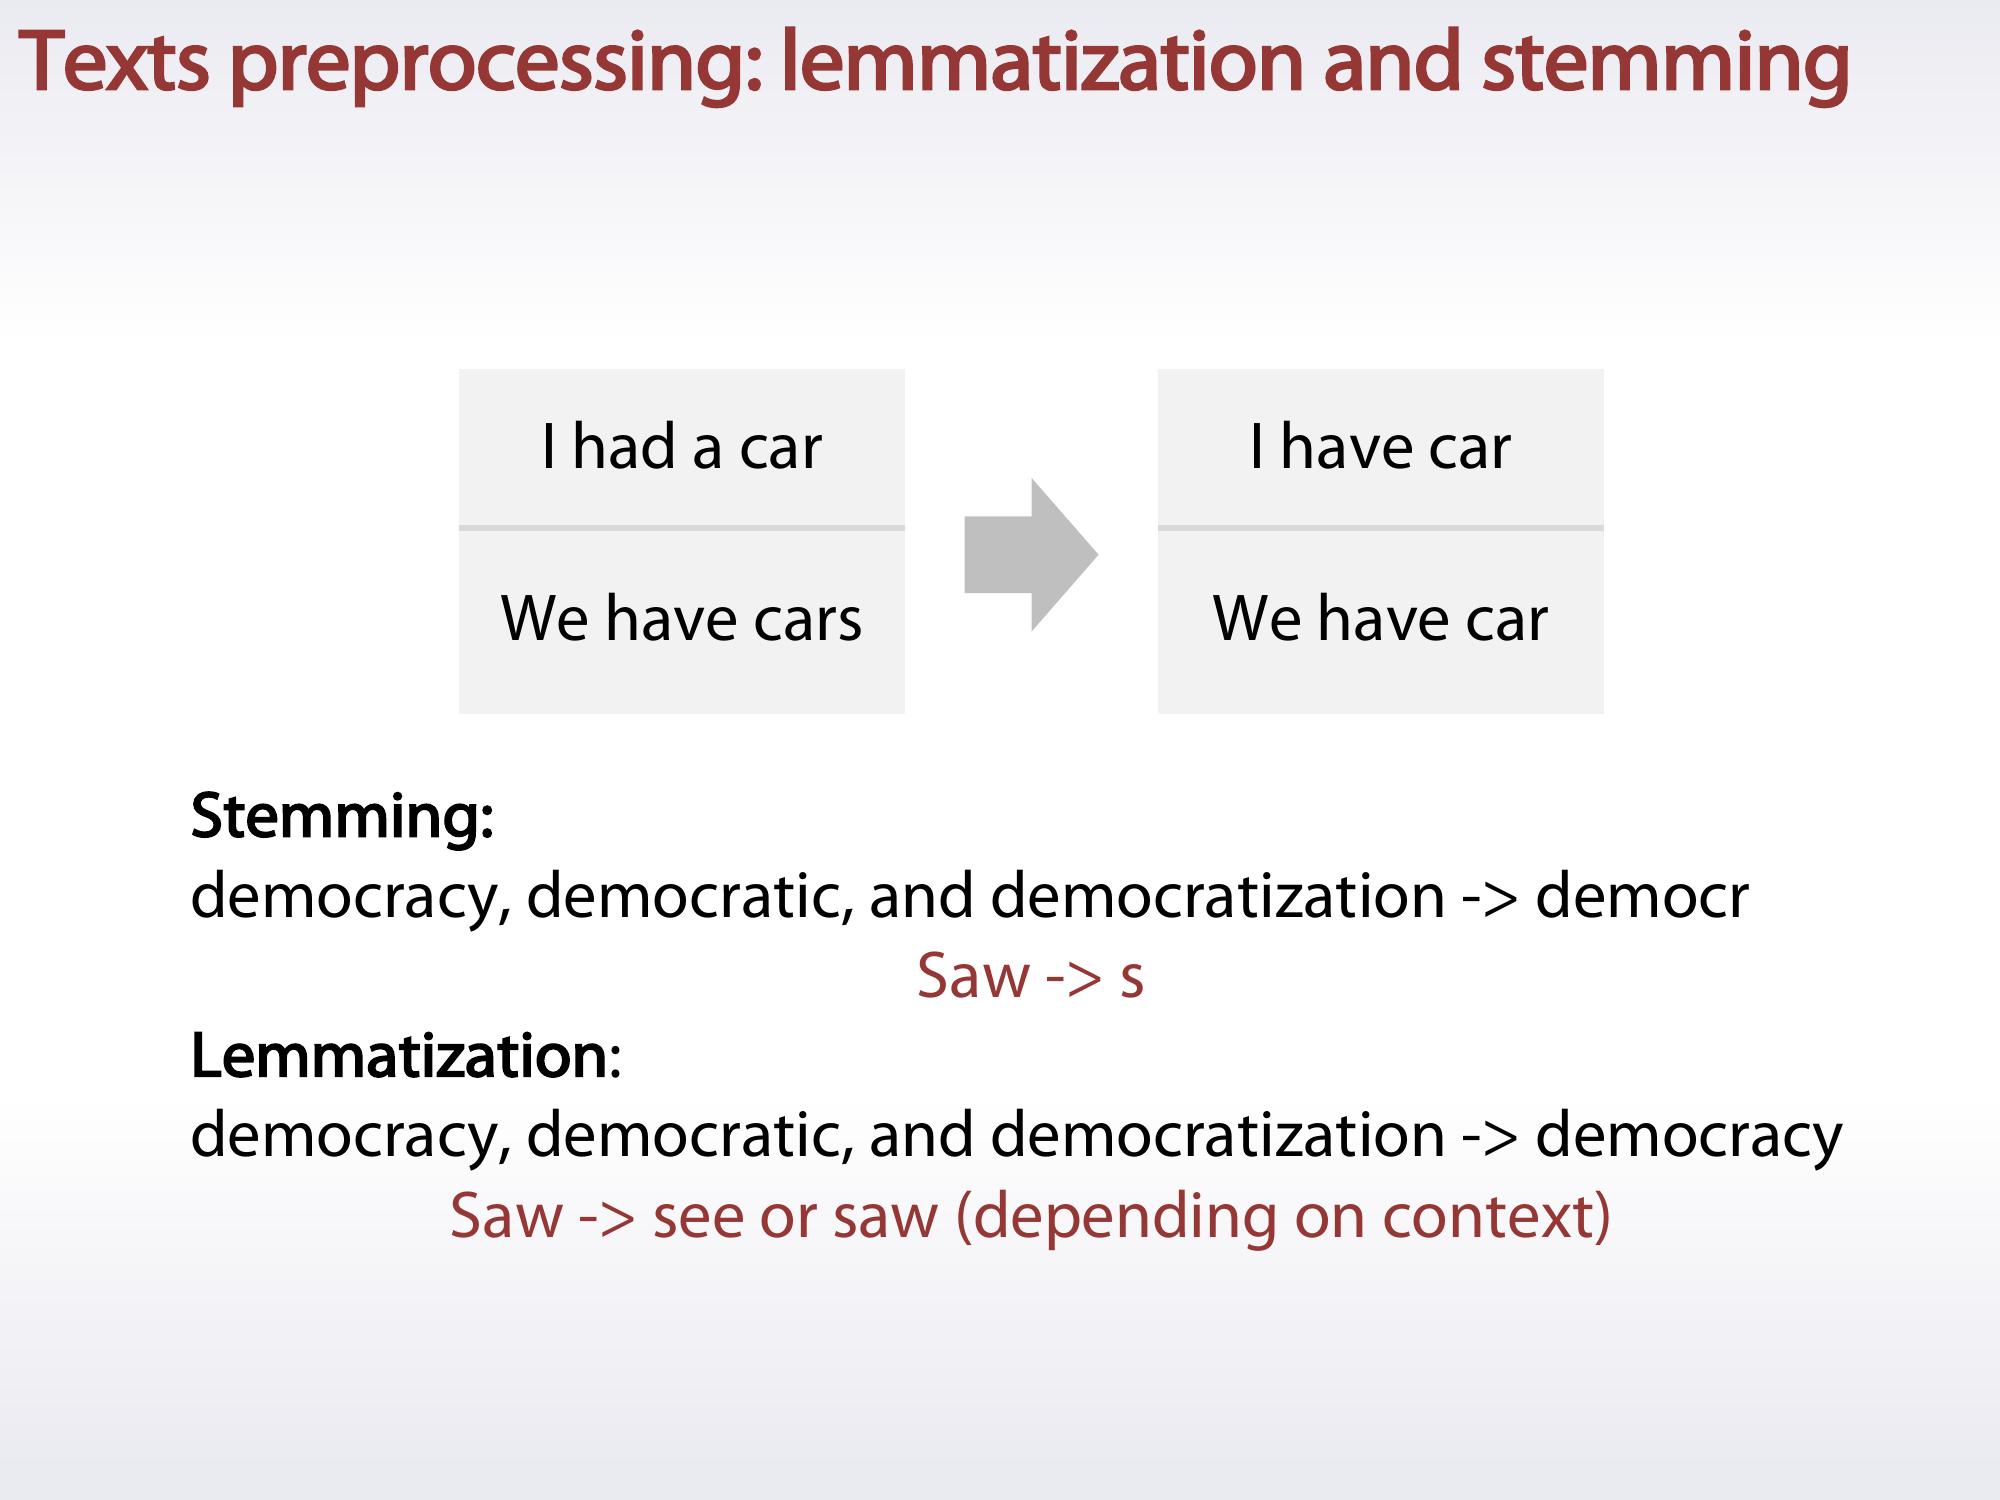 Texts preprocessing: lemmatization and stemming
I had a car
I have car
We have cars
We have car
Stemming:
democracy, democratic, and democratization -> democr
Saw -> s
Lemmatization:
democracy, democratic, and democratization -> democracy
Saw -> see or saw (depending on context)